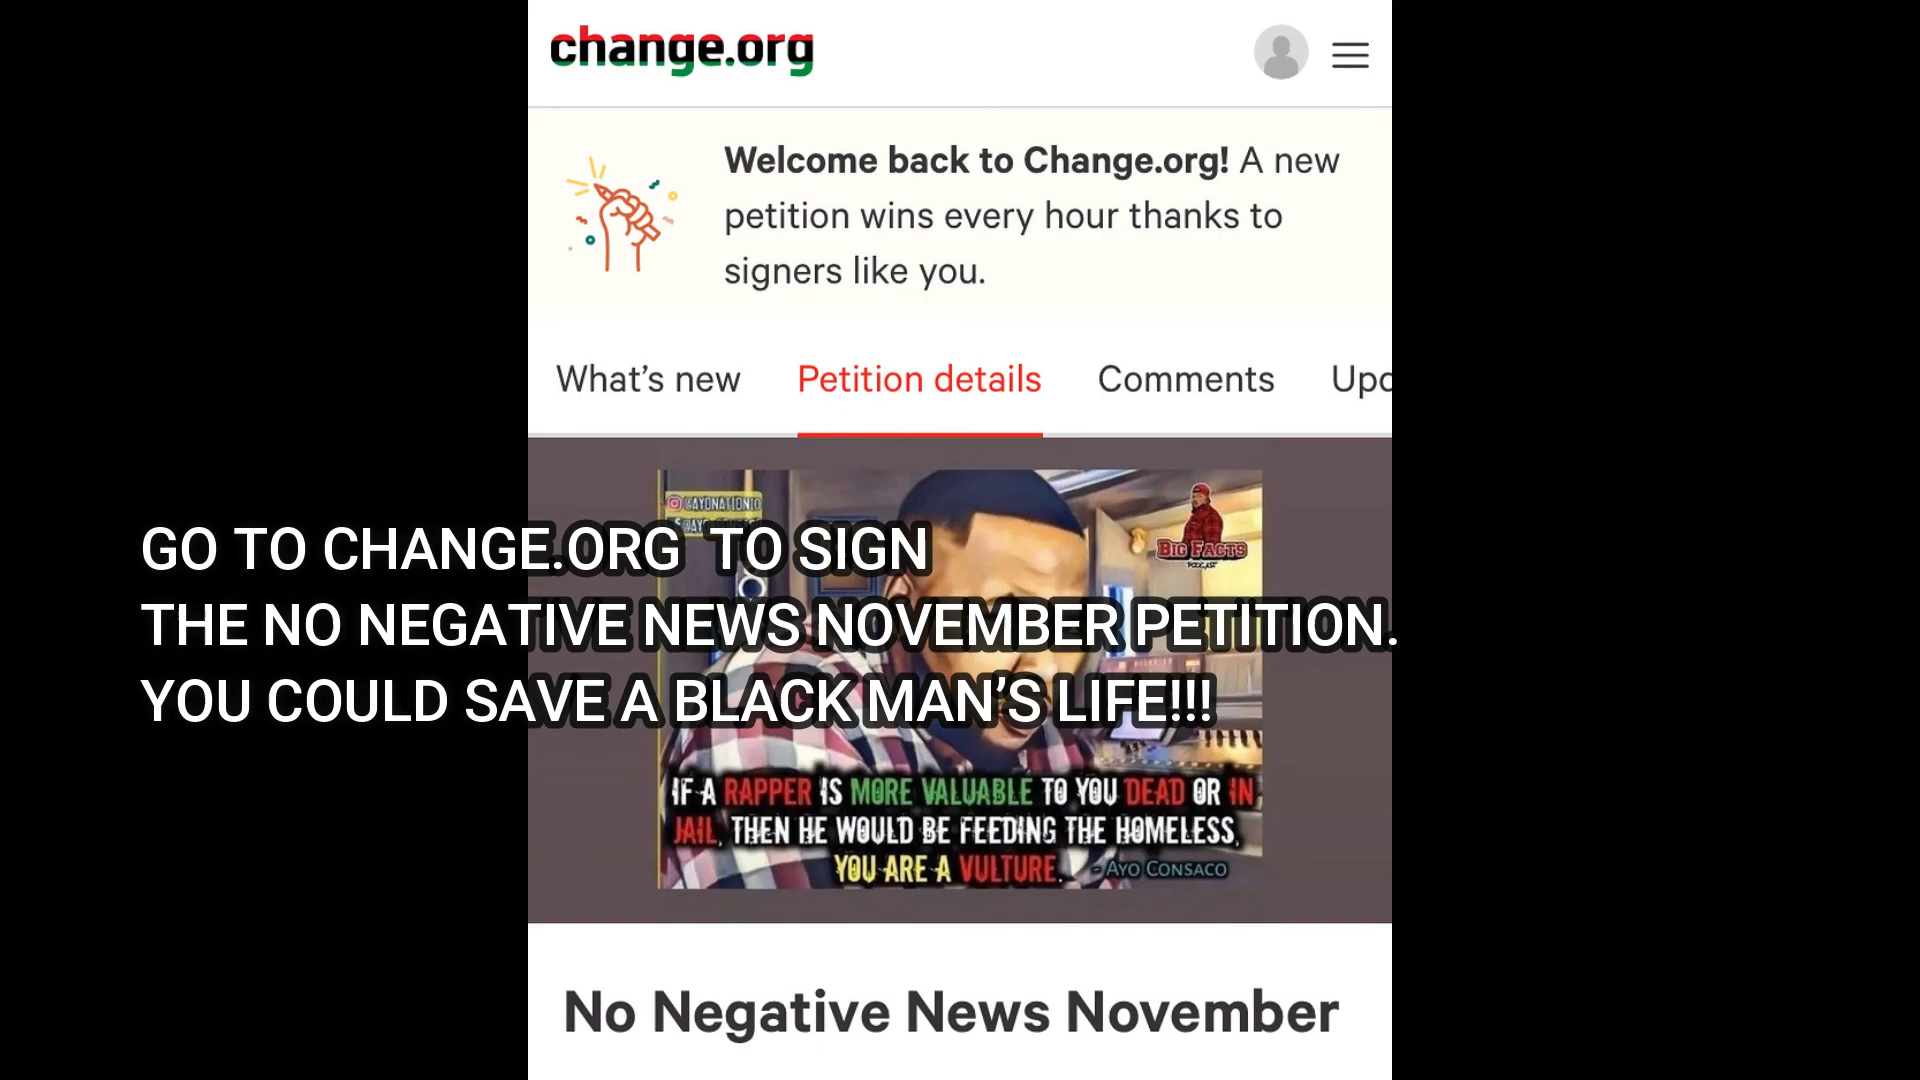 change.org
Welcome back to Change.org! A new
petition wins every hour thanks to
signers like you.
What's new Petition details Comments
@AYONATION10
BIG FACTS
PODCAST
GO TO CHANGE.ORG TO SIGN
THE NO NEGATIVE NEWS NOVEMBER PETITION.
YOU COULD SAVE A BLACK MAN'S LIFE!!!
IF A RAPPER IS MORE VALUABLE TO YOU DEAD OR IN
JAIL, THEN HE WOULD BE FEEDING THE HOMELESS,
YOU ARE A VULTURE. - AYO CONSACO
No Negative News November